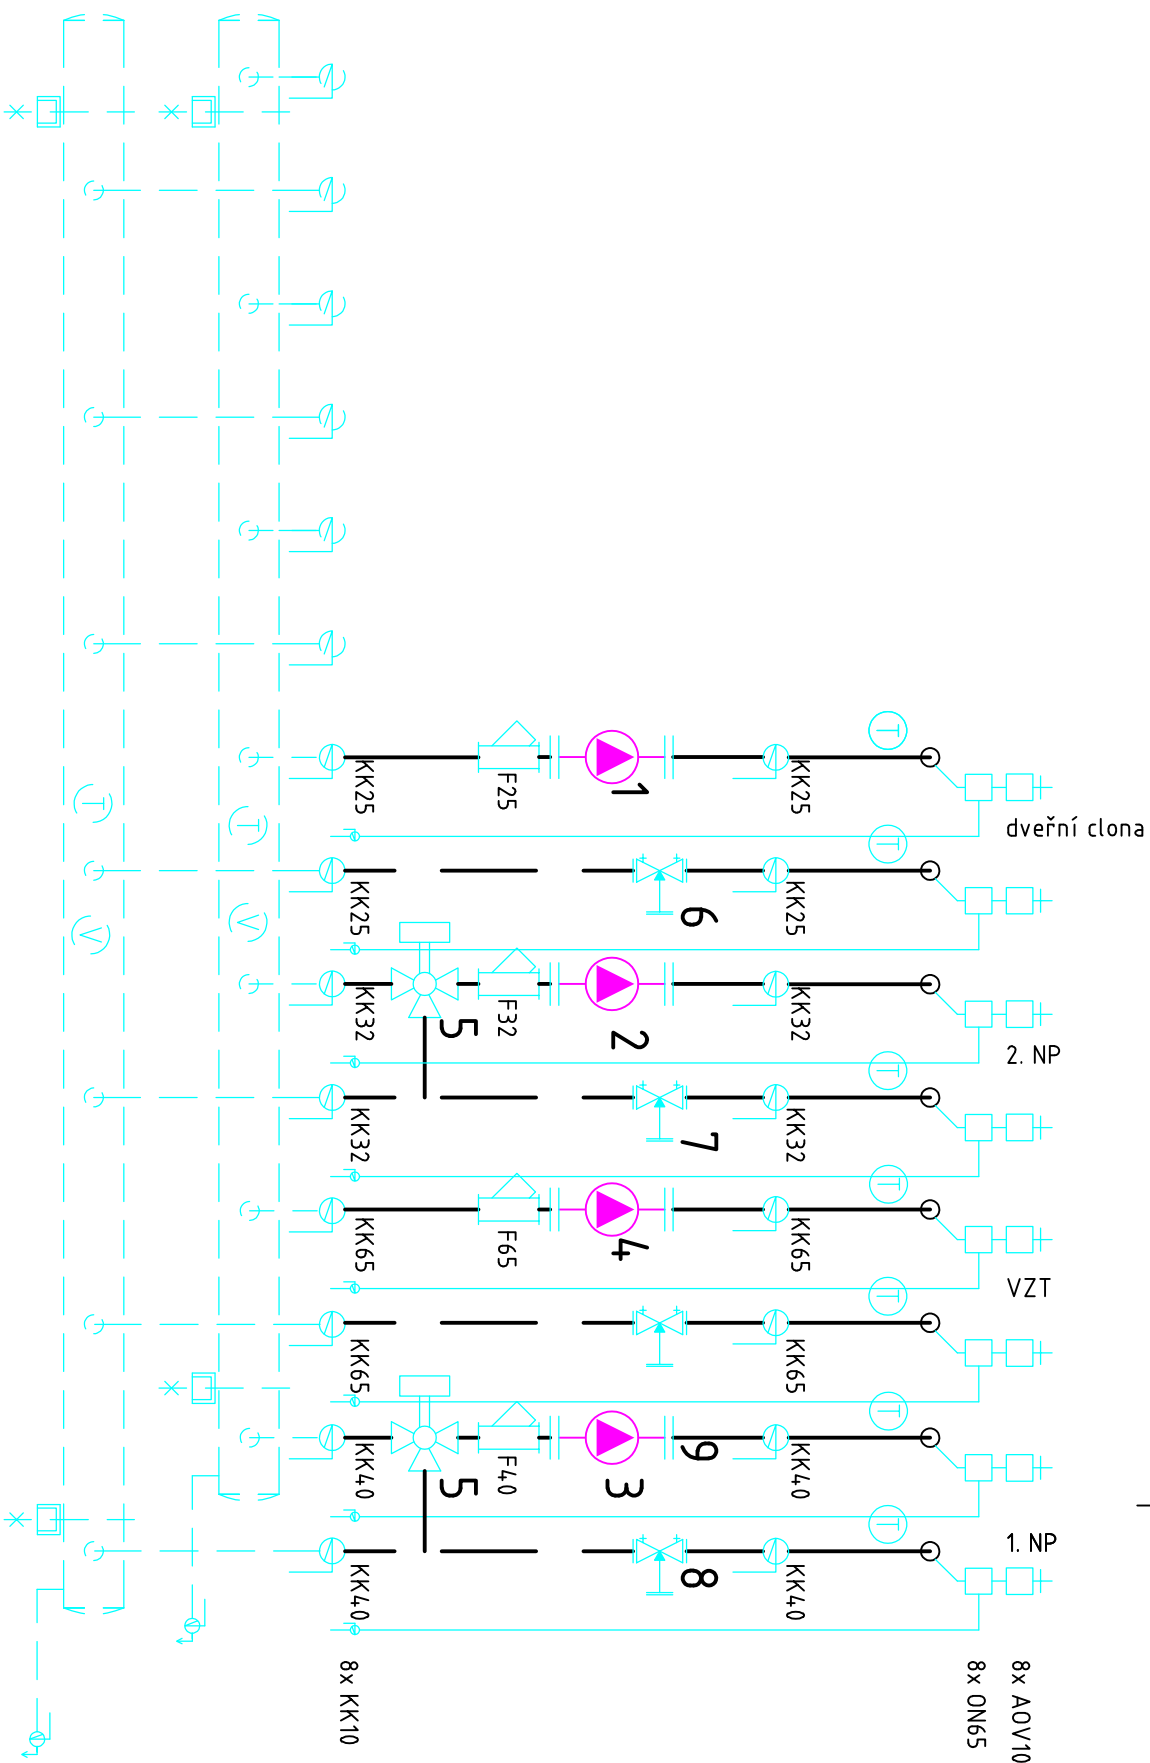 T
KK25
F25
1
KK25
dveřní clona
T
T
T
KK25
6
KK25
V
V
KK32
5
F32
2
KK32
2. NP
T
KK32
7
KK32
T
KK65
F65
4
KK65
VZT
T
KK65
KK65
T
KK40
5
F40
3
9
KK40
1. NP
T
KK40
8
KK40
8x KK10
8x ON65
8x AOV10